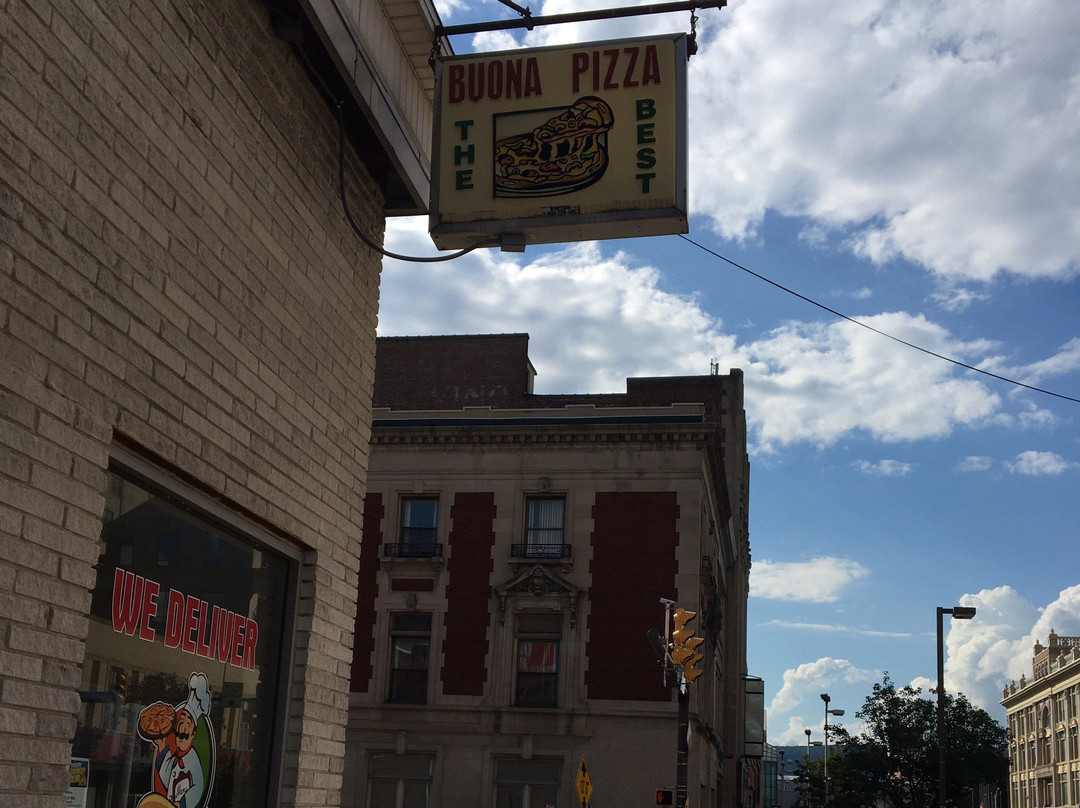 BUONA PIZZA
THE
BEST
WE DELIVER